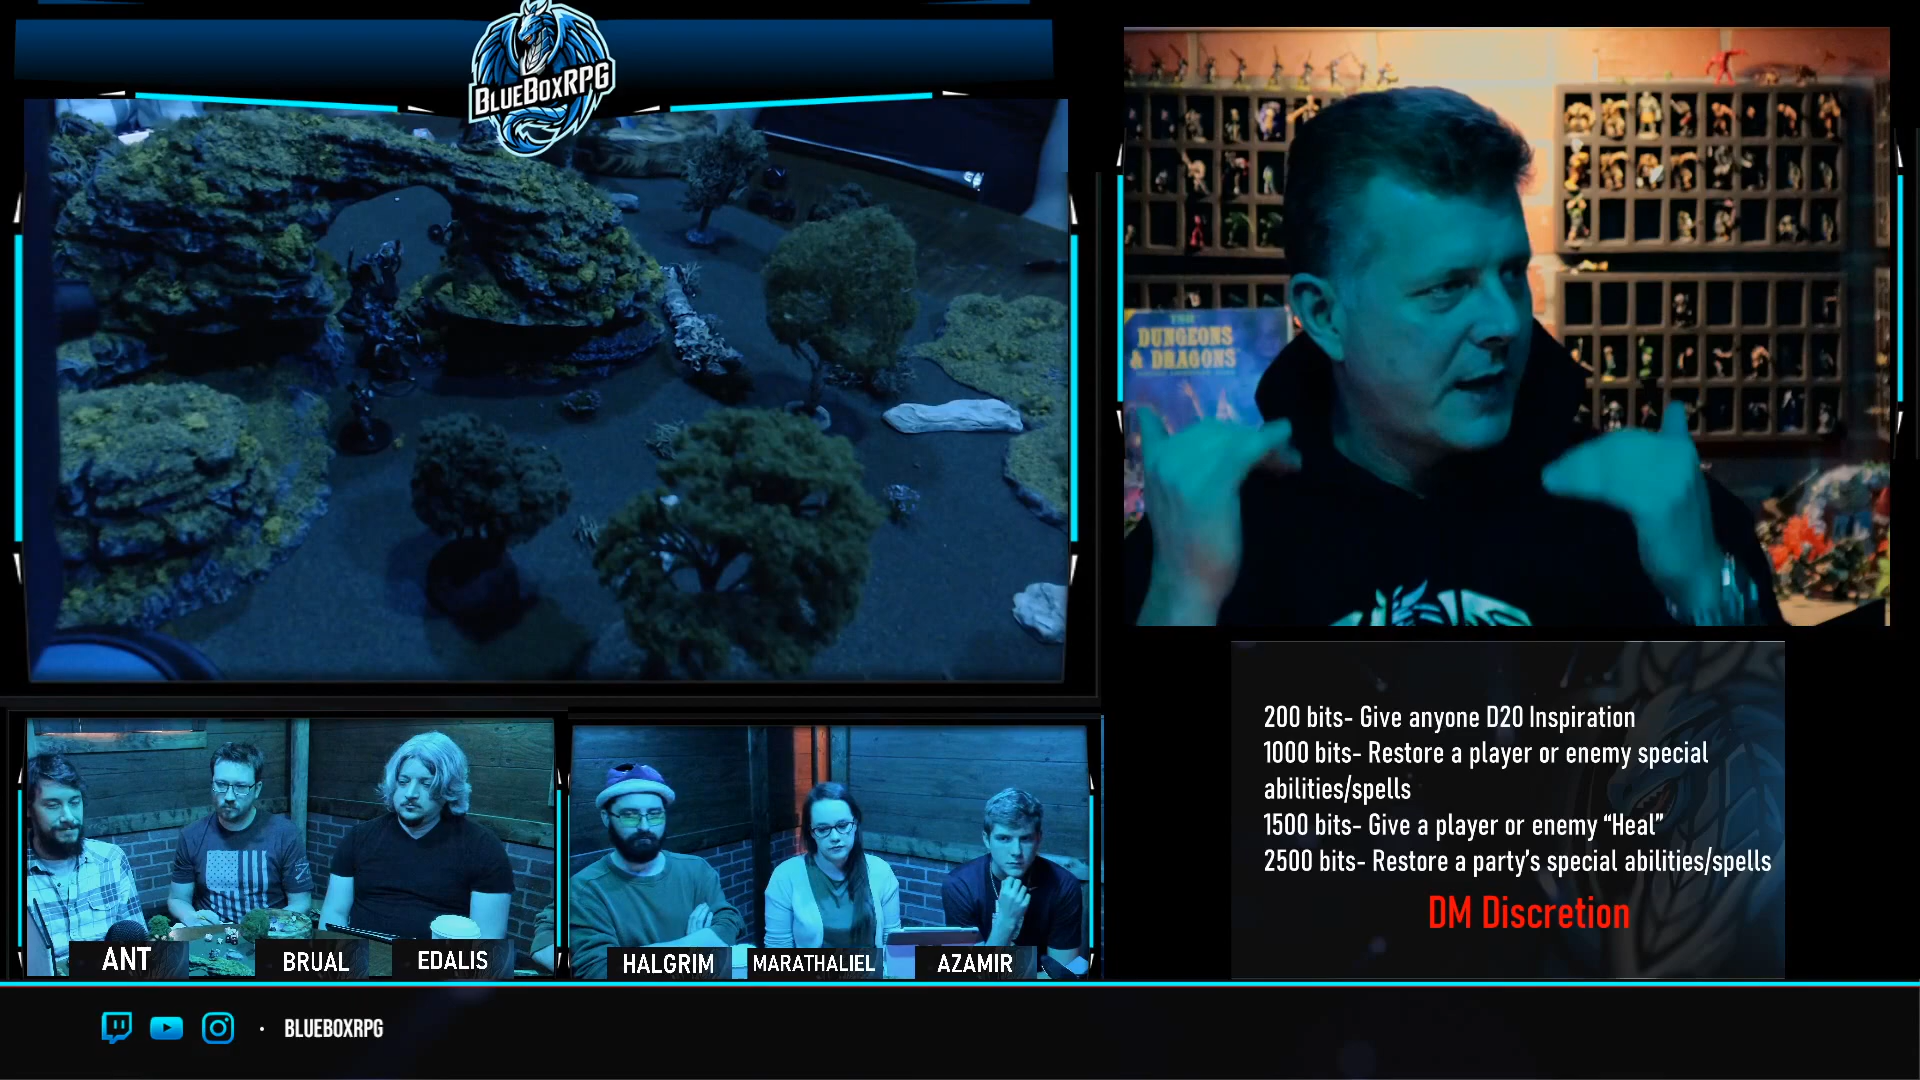 BLUEBOXRPG
TSR
DUNGEONS
& DRAGONS
200 bits- Give anyone D20 Inspiration
1000 bits- Restore a player or enemy special
abilities/spells
1500 bits- Give a player or enemy “Heal”
2500 bits- Restore a party's special abilities/spells
DM Discretion
ANT
BRUAL
EDALIS
HALGRIM
MARATHALIEL
AZAMIR
· BLUEBOXRPG